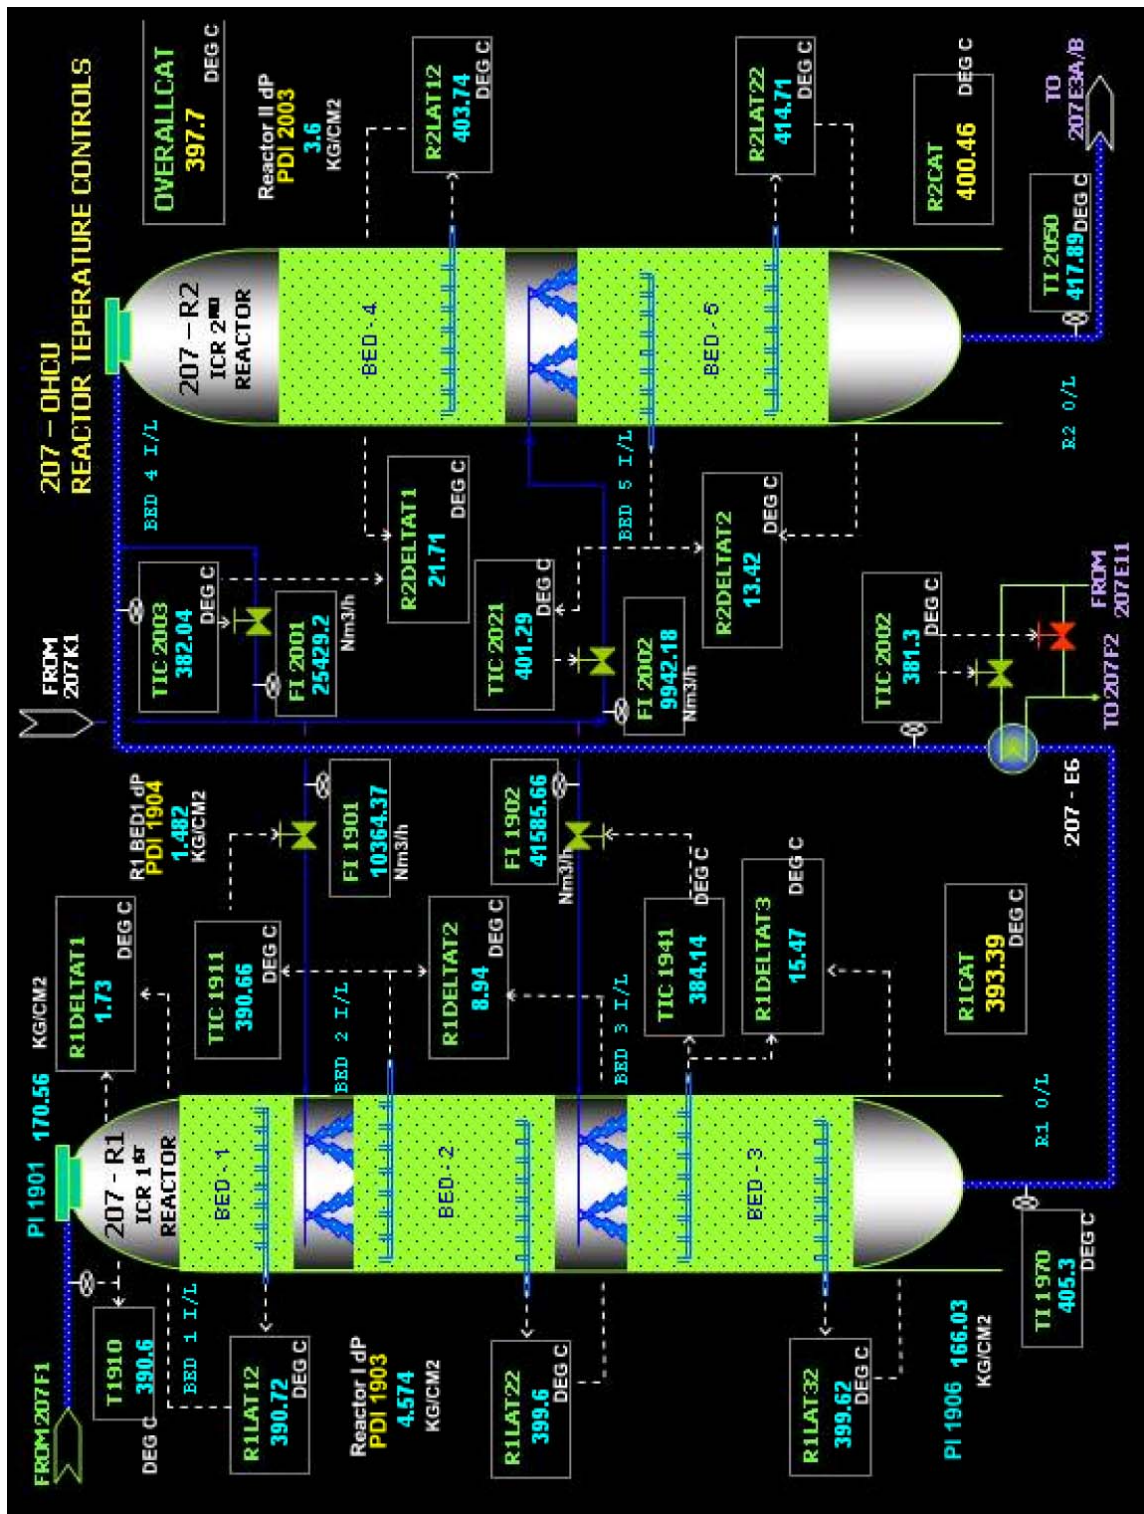 207 - OHCU
REACTOR TEPERATURE CONTROLS
FROM 207 F1
T1910
390.6
DEG C
PI 1901 170.56 KG/CM2
207 - R1
ICR 1ST
REACTOR
R1DELTAT1
1.73
DEG C
BED 1 I/L
BED - 1
R1LAT12
390.72
DEG C
R1 BED1 dP
PDI 1904
1.482
KG/CM2
TIC 1911
390.66
DEG C
FI 1901
10364.37
Nm3/h
BED 2 I/L
Reactor I dP
PDI 1903
4.574
KG/CM2
BED - 2
R1DELTAT2
8.94
DEG C
R1LAT22
399.6
DEG C
FI 1902
41585.66
Nm3/h
BED 3 I/L
TIC 1941
384.14
DEG C
BED - 3
R1DELTAT3
15.47
DEG C
R1LAT32
399.62
DEG C
PI 1906 166.03
KG/CM2
R1CAT
393.39
DEG C
R1 O/L
TI 1970
405.3
DEG C
FROM
207K1
BED 4 I/L
TIC 2003
382.04
DEG C
FI 2001
25429.2
Nm3/h
207 - R2
ICR 2ND
REACTOR
OVERALLCAT
397.7
DEG C
Reactor II dP
PDI 2003
3.6
KG/CM2
BED - 4
R2DELTAT1
21.71
DEG C
R2LAT12
403.74
DEG C
TIC 2021
401.29
DEG C
FI 2002
9942.18
Nm3/h
BED 5 I/L
BED - 5
R2DELTAT2
13.42
DEG C
R2LAT22
414.71
DEG C
R2CAT
400.46
DEG C
TIC 2002
381.3
DEG C
207 - E6
TO 207 F2
FROM
207E11
R2 O/L
TI 2050
417.89
DEG C
TO
207E3A/B